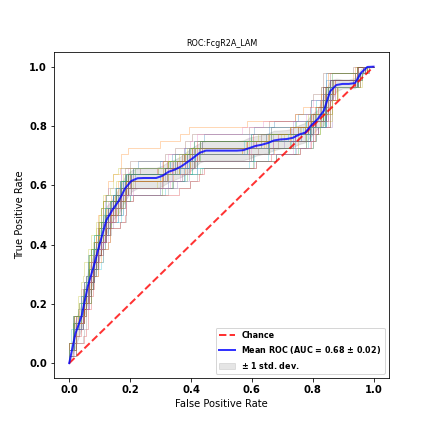 ROC:FcgR2A_LAM
True Positive Rate
1.0
0.8
0.6
0.4
0.2
0.0
Chance
Mean ROC (AUC = 0.68 ± 0.02)
± 1 std. dev.
0.0 0.2 0.4 0.6 0.8 1.0
False Positive Rate